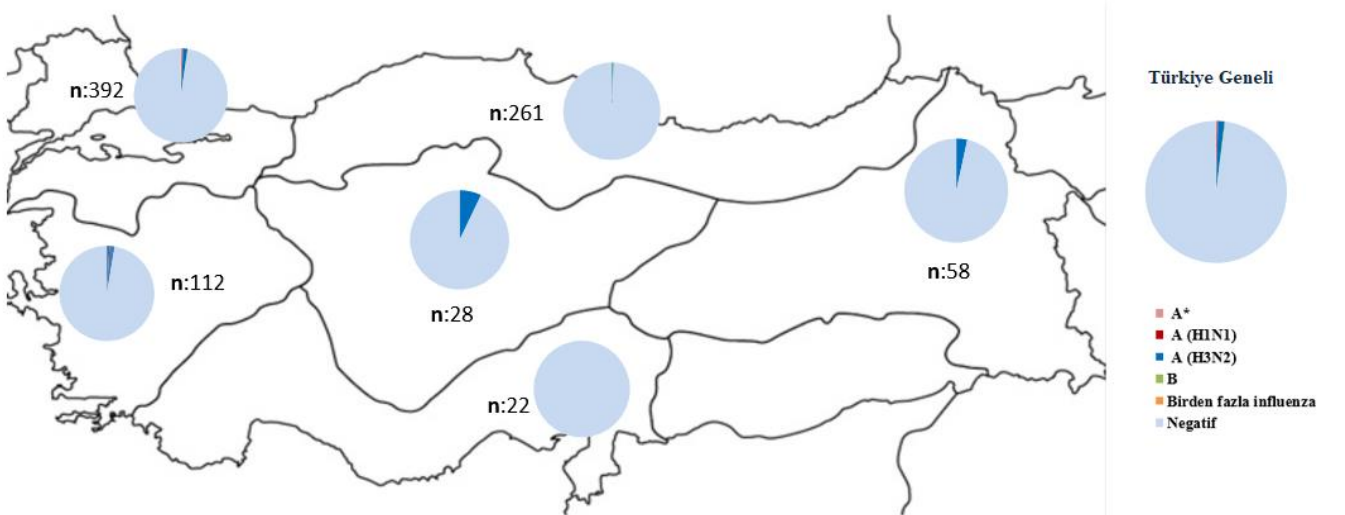 n:392
n:261
n:112
n:28
n:58
n:22
Türkiye Geneli
A*
A (H1N1)
A (H3N2)
B
Birden fazla influenza
Negatif